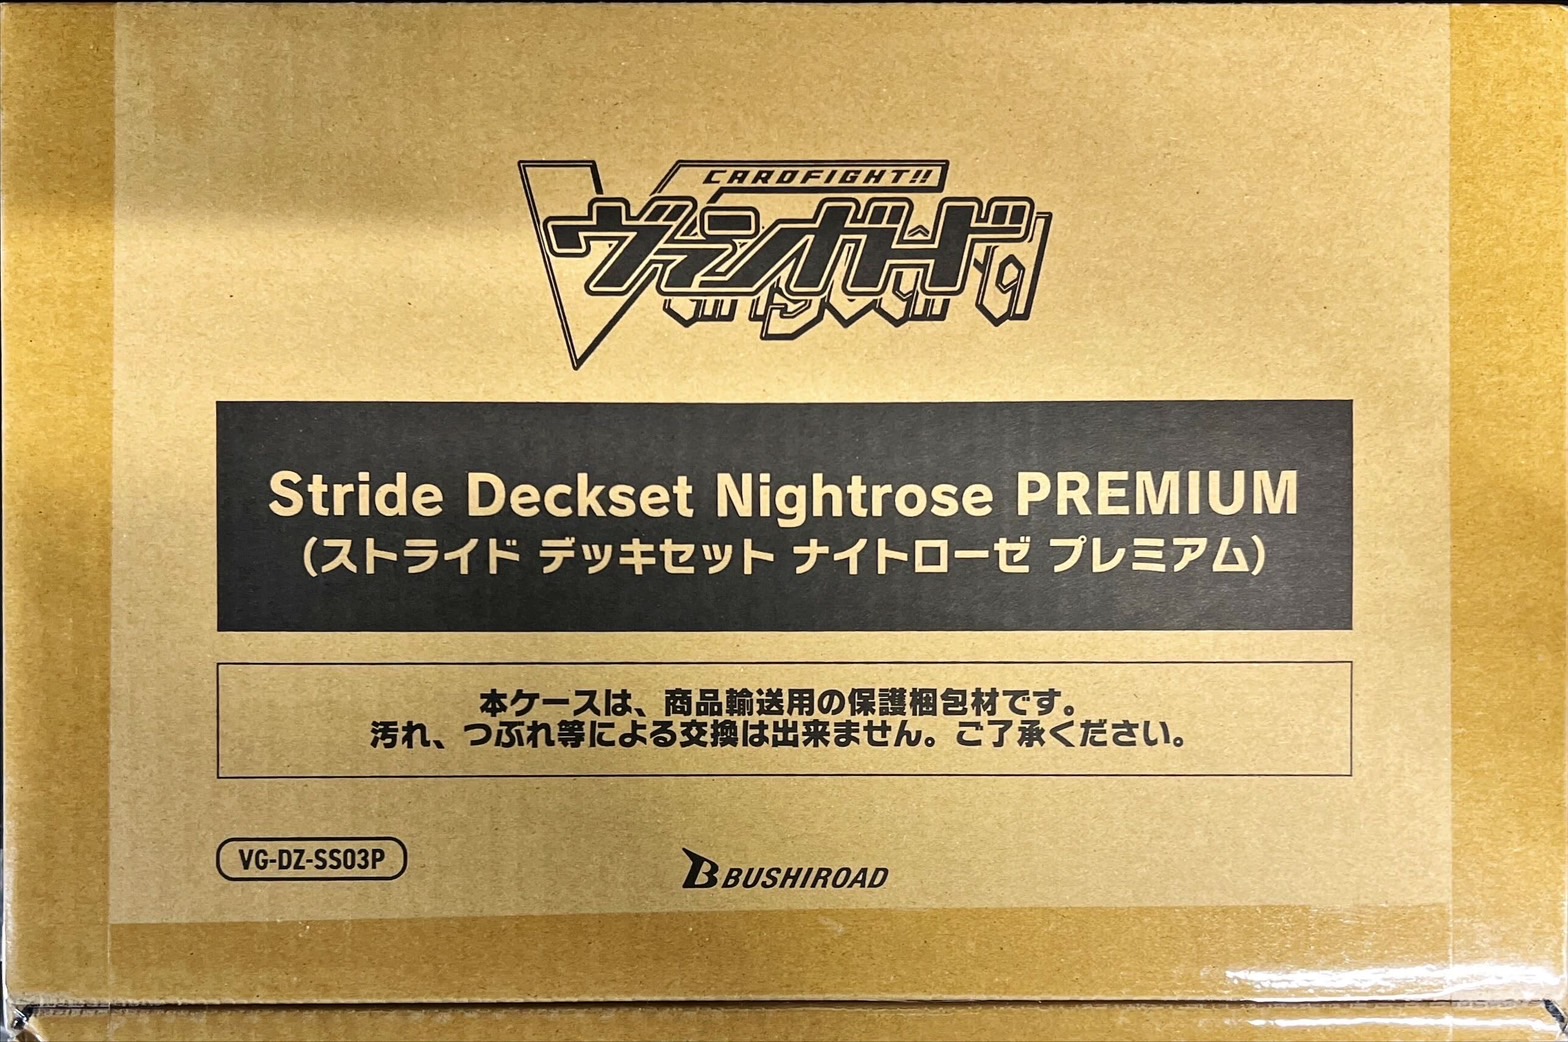 CARDFIGHT!!
ヴァンガード
Stride Deckset Nightrose PREMIUM
(ストライド デッキセット ナイトローゼ プレミアム)
本ケースは、商品輸送用の保護梱包材です。
汚れ、つぶれ等による交換は出来ません。ご了承ください。
VG-DZ-SS03P
BUSHIROAD